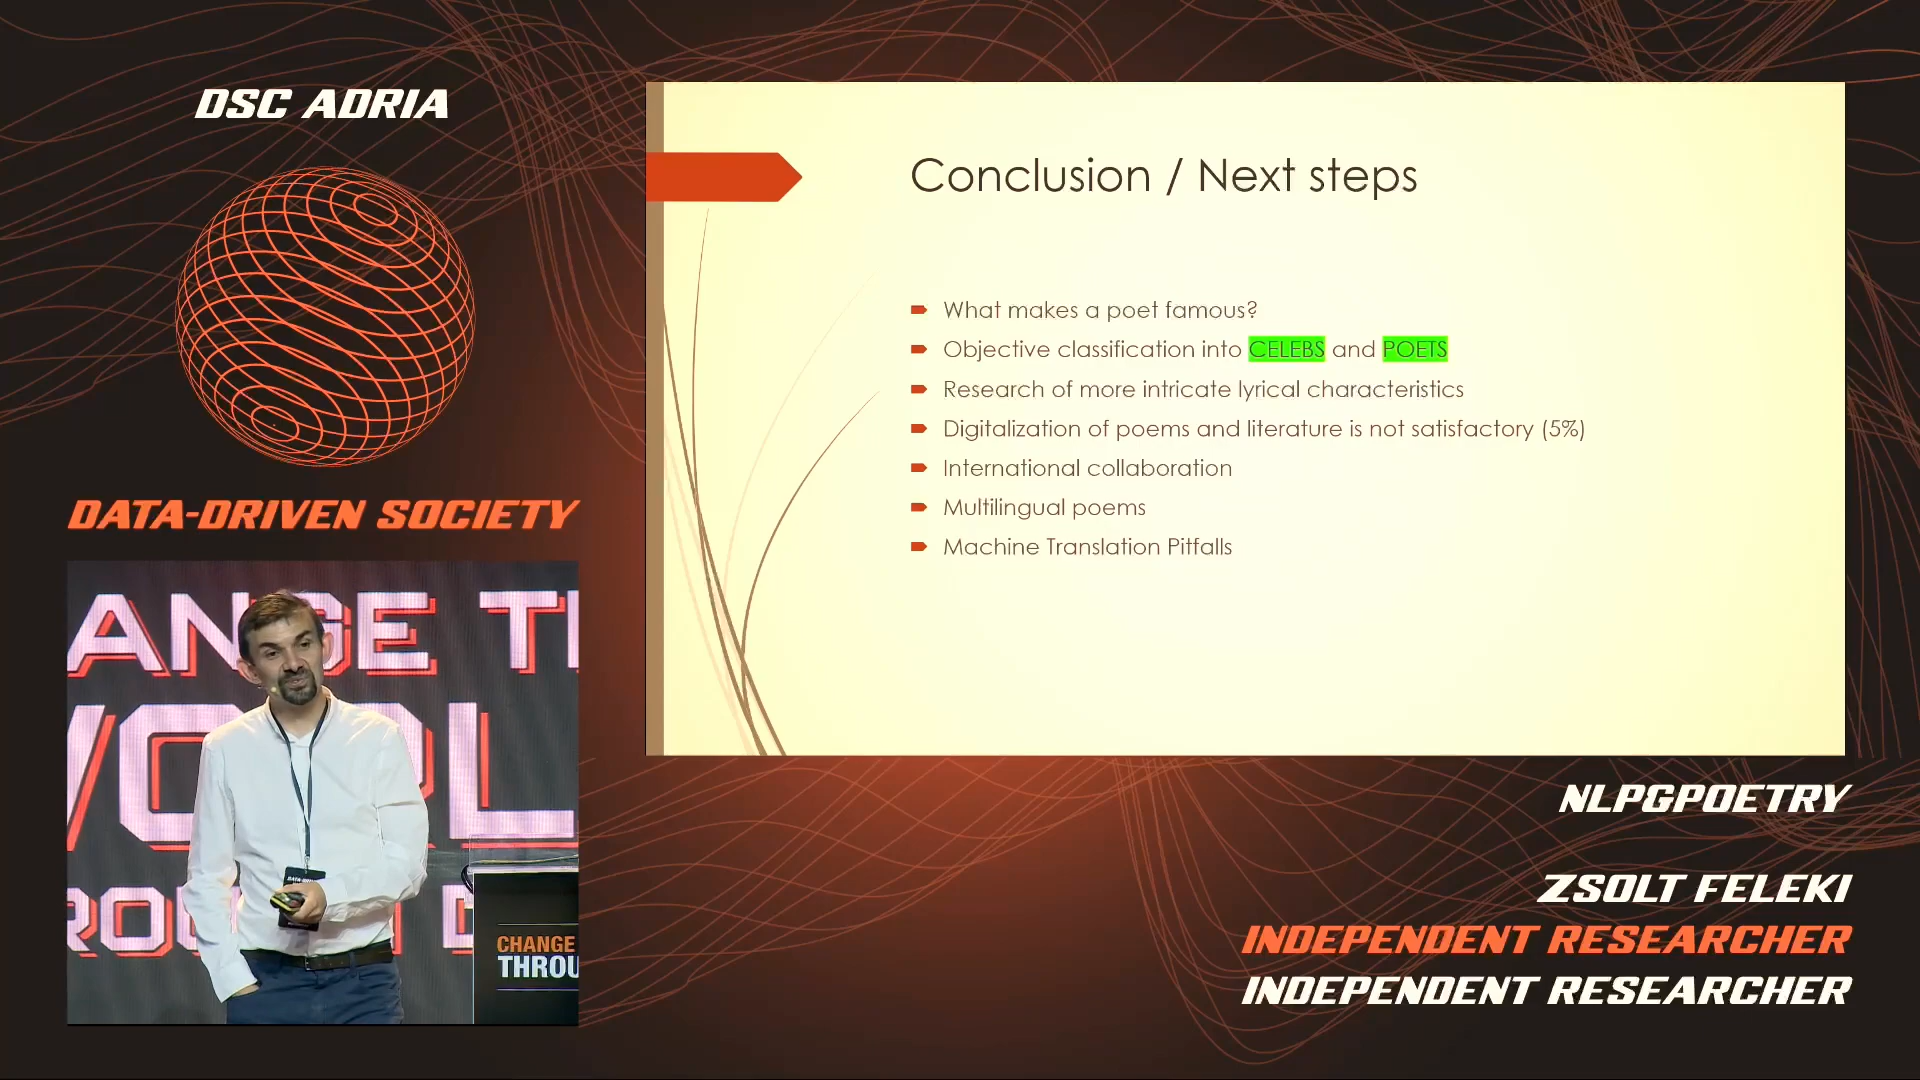 DSC ADRIA
DATA-DRIVEN SOCIETY
Conclusion / Next steps
What makes a poet famous?
Objective classification into CELEBS and POETS
Research of more intricate lyrical characteristics
Digitalization of poems and literature is not satisfactory (5%)
International collaboration
Multilingual poems
Machine Translation Pitfalls
ANGE T
WORL
CHANGE
THROU
NLPGPOETRY
ZSOLT FELEKI
INDEPENDENT RESEARCHER
INDEPENDENT RESEARCHER